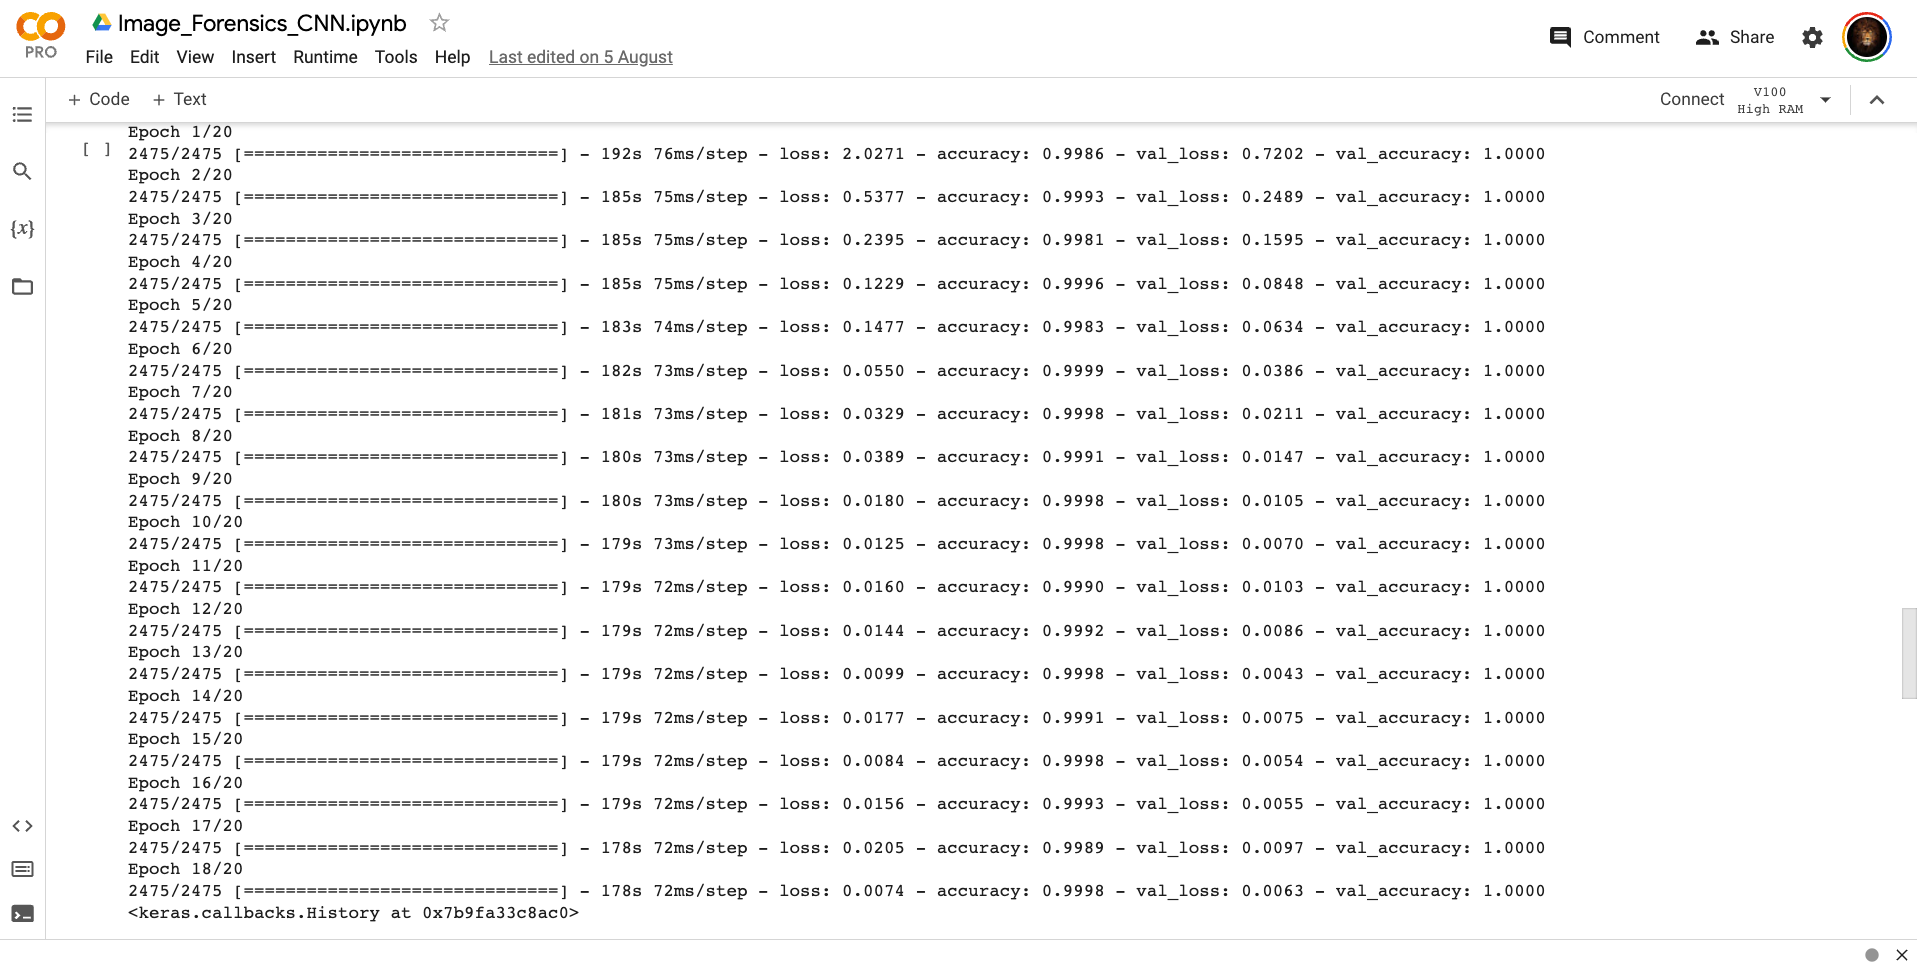 Image_Forensics_CNN.ipynb
PRO
File Edit View Insert Runtime Tools Help Last edited on 5 August
Comment Share
+ Code + Text
Connect V100 High RAM
[ ]
Epoch 1/20
2475/2475 [==============================] - 192s 76ms/step - loss: 2.0271 - accuracy: 0.9986 - val_loss: 0.7202 - val_accuracy: 1.0000
Epoch 2/20
2475/2475 [==============================] - 185s 75ms/step - loss: 0.5377 - accuracy: 0.9993 - val_loss: 0.2489 - val_accuracy: 1.0000
Epoch 3/20
2475/2475 [==============================] - 185s 75ms/step - loss: 0.2395 - accuracy: 0.9981 - val_loss: 0.1595 - val_accuracy: 1.0000
Epoch 4/20
2475/2475 [==============================] - 185s 75ms/step - loss: 0.1229 - accuracy: 0.9996 - val_loss: 0.0848 - val_accuracy: 1.0000
Epoch 5/20
2475/2475 [==============================] - 183s 74ms/step - loss: 0.1477 - accuracy: 0.9983 - val_loss: 0.0634 - val_accuracy: 1.0000
Epoch 6/20
2475/2475 [==============================] - 182s 73ms/step - loss: 0.0550 - accuracy: 0.9999 - val_loss: 0.0386 - val_accuracy: 1.0000
Epoch 7/20
2475/2475 [==============================] - 181s 73ms/step - loss: 0.0329 - accuracy: 0.9998 - val_loss: 0.0211 - val_accuracy: 1.0000
Epoch 8/20
2475/2475 [==============================] - 180s 73ms/step - loss: 0.0389 - accuracy: 0.9991 - val_loss: 0.0147 - val_accuracy: 1.0000
Epoch 9/20
2475/2475 [==============================] - 180s 73ms/step - loss: 0.0180 - accuracy: 0.9998 - val_loss: 0.0105 - val_accuracy: 1.0000
Epoch 10/20
2475/2475 [==============================] - 179s 73ms/step - loss: 0.0125 - accuracy: 0.9998 - val_loss: 0.0070 - val_accuracy: 1.0000
Epoch 11/20
2475/2475 [==============================] - 179s 72ms/step - loss: 0.0160 - accuracy: 0.9990 - val_loss: 0.0103 - val_accuracy: 1.0000
Epoch 12/20
2475/2475 [==============================] - 179s 72ms/step - loss: 0.0144 - accuracy: 0.9992 - val_loss: 0.0086 - val_accuracy: 1.0000
Epoch 13/20
2475/2475 [==============================] - 179s 72ms/step - loss: 0.0099 - accuracy: 0.9998 - val_loss: 0.0043 - val_accuracy: 1.0000
Epoch 14/20
2475/2475 [==============================] - 179s 72ms/step - loss: 0.0177 - accuracy: 0.9991 - val_loss: 0.0075 - val_accuracy: 1.0000
Epoch 15/20
2475/2475 [==============================] - 179s 72ms/step - loss: 0.0084 - accuracy: 0.9998 - val_loss: 0.0054 - val_accuracy: 1.0000
Epoch 16/20
2475/2475 [==============================] - 179s 72ms/step - loss: 0.0156 - accuracy: 0.9993 - val_loss: 0.0055 - val_accuracy: 1.0000
Epoch 17/20
2475/2475 [==============================] - 178s 72ms/step - loss: 0.0205 - accuracy: 0.9989 - val_loss: 0.0097 - val_accuracy: 1.0000
Epoch 18/20
2475/2475 [==============================] - 178s 72ms/step - loss: 0.0074 - accuracy: 0.9998 - val_loss: 0.0063 - val_accuracy: 1.0000
<keras.callbacks.History at 0x7b9fa33c8ac0>